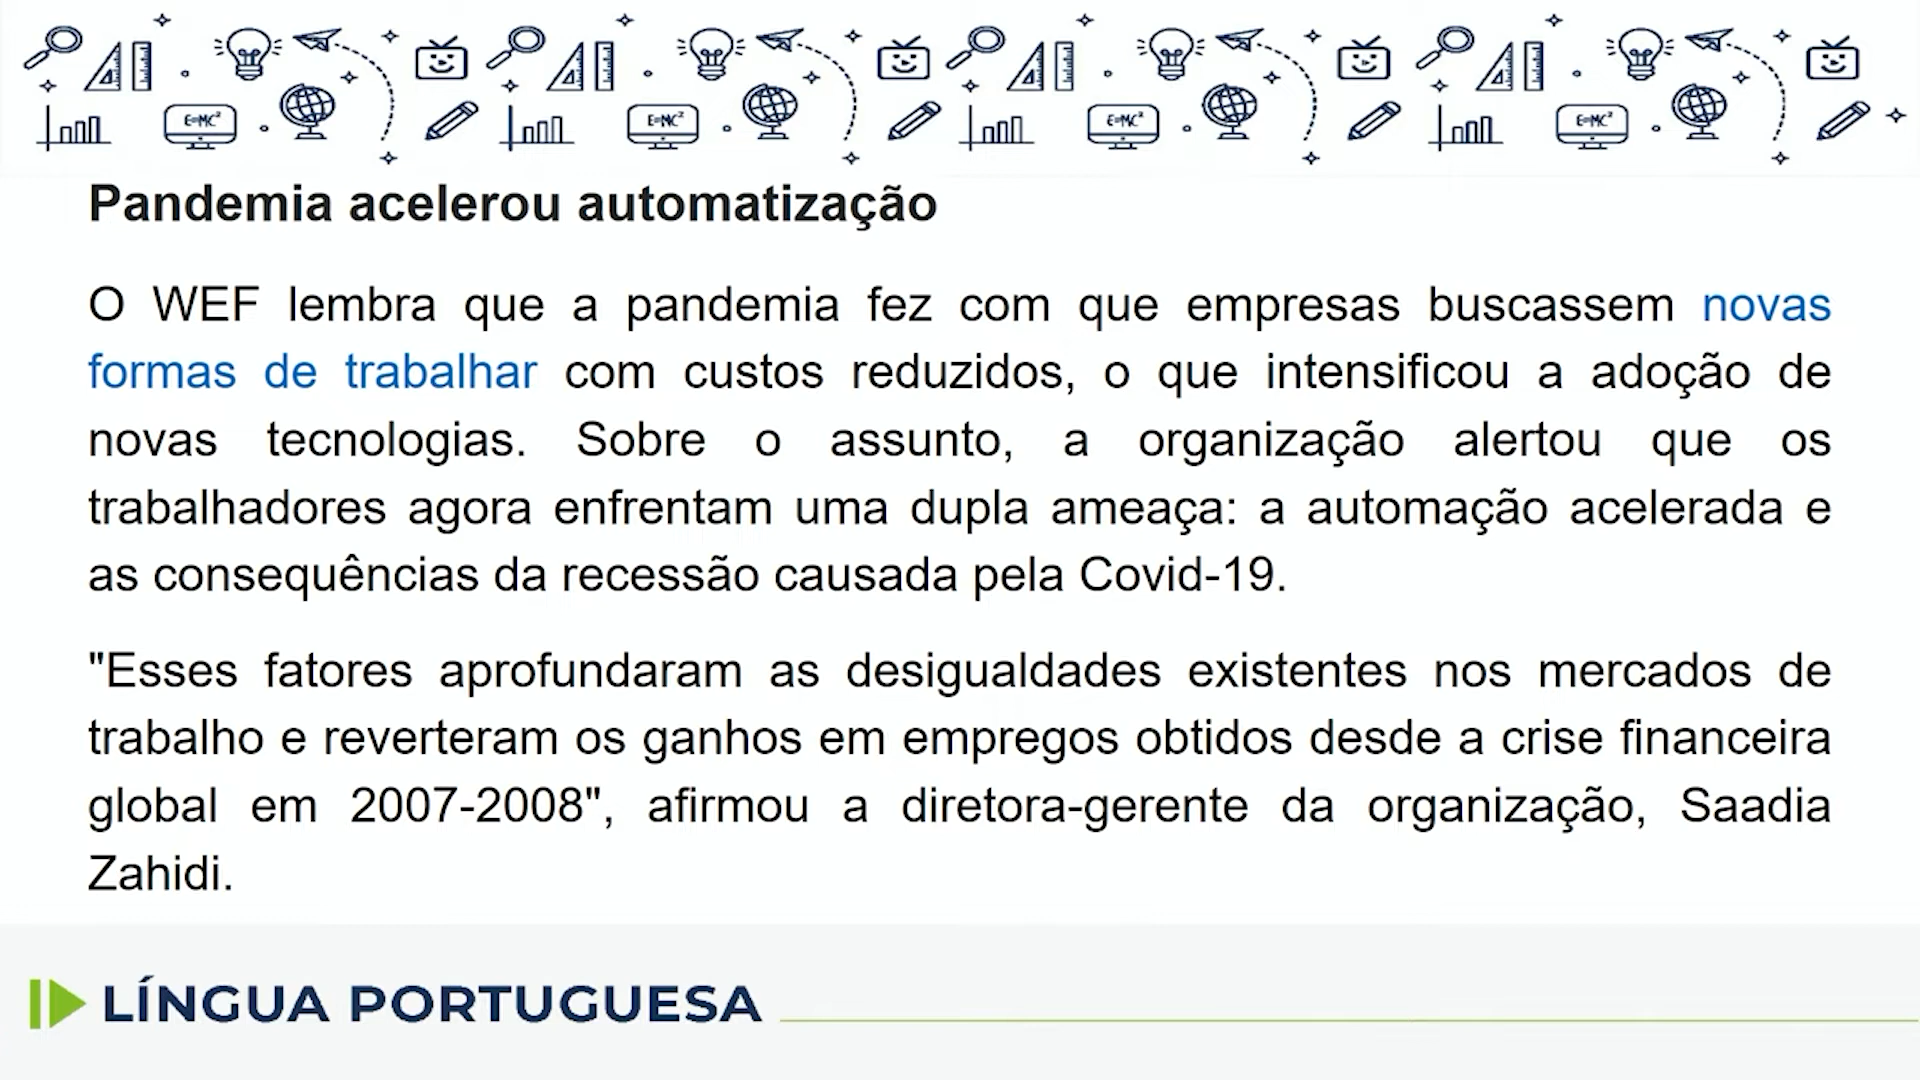 E=MC² E=MC² E=MC² E=MC²
Pandemia acelerou automatização
O WEF lembra que a pandemia fez com que empresas buscassem novas
formas de trabalhar com custos reduzidos, o que intensificou a adoção de
novas tecnologias. Sobre o assunto, a organização alertou que os
trabalhadores agora enfrentam uma dupla ameaça: a automação acelerada e
as consequências da recessão causada pela Covid-19.
"Esses fatores aprofundaram as desigualdades existentes nos mercados de
trabalho e reverteram os ganhos em empregos obtidos desde a crise financeira
global em 2007-2008", afirmou a diretora-gerente da organização, Saadia
Zahidi.
LÍNGUA PORTUGUESA